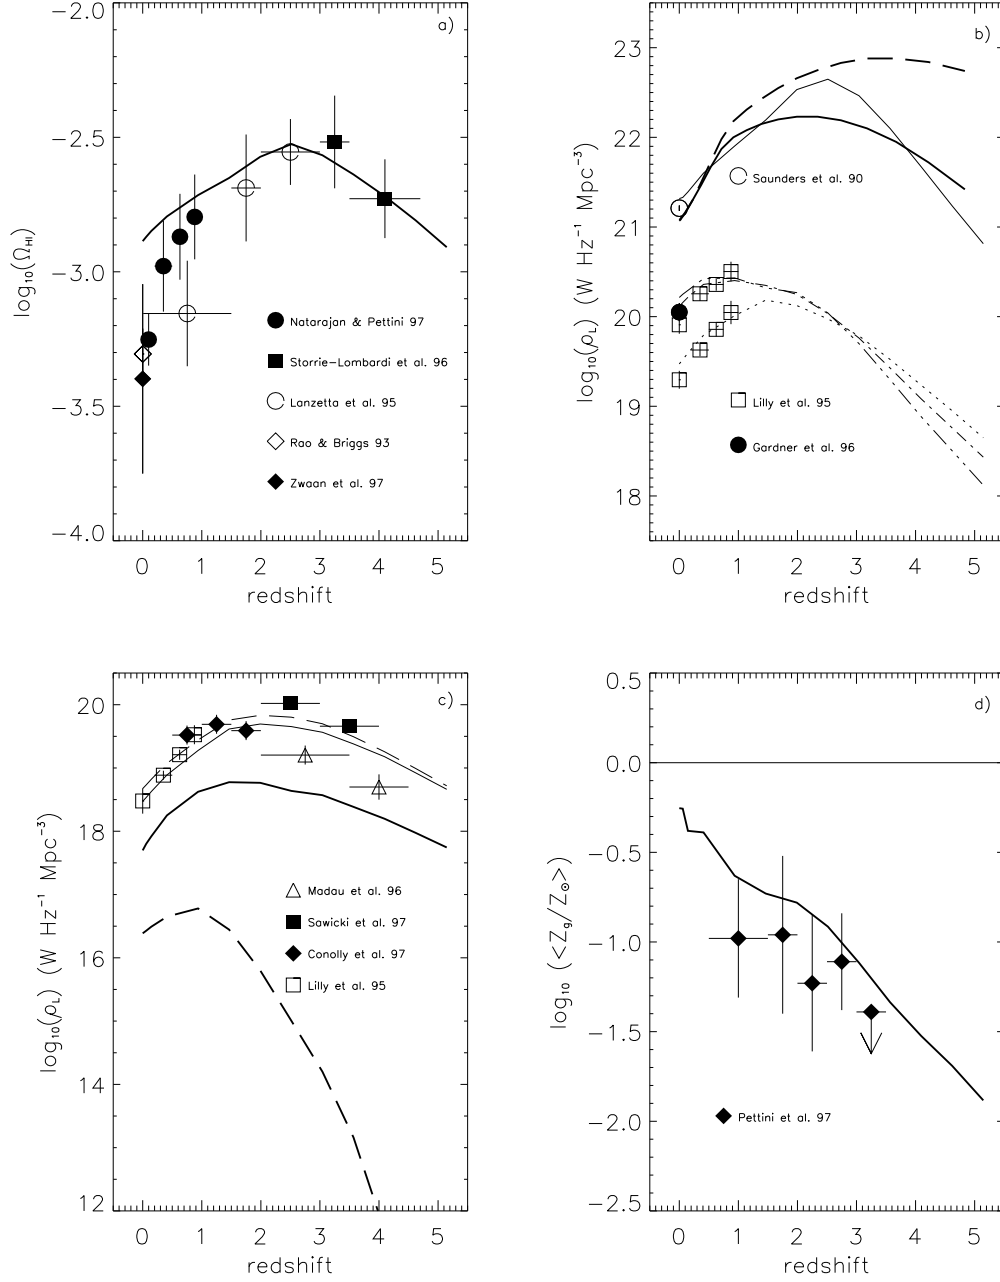 a)
−2.0
−2.5
−3.0
−3.5
−4.0
log₁₀(Ω_HI)
Natarajan & Pettini 97
Storrie−Lombardi et al. 96
Lanzetta et al. 95
Rao & Briggs 93
Zwaan et al. 97
0 1 2 3 4 5
redshift
b)
23
22
21
20
19
18
log₁₀(ρ_L) (W Hz⁻¹ Mpc⁻³)
Saunders et al. 90
Lilly et al. 95
Gardner et al. 96
0 1 2 3 4 5
redshift
c)
20
18
16
14
12
log₁₀(ρ_L) (W Hz⁻¹ Mpc⁻³)
Madau et al. 96
Sawicki et al. 97
Conolly et al. 97
Lilly et al. 95
0 1 2 3 4 5
redshift
d)
0.5
0.0
−0.5
−1.0
−1.5
−2.0
−2.5
log₁₀ (<Z_g/Z_⊙>)
Pettini et al. 97
0 1 2 3 4 5
redshift